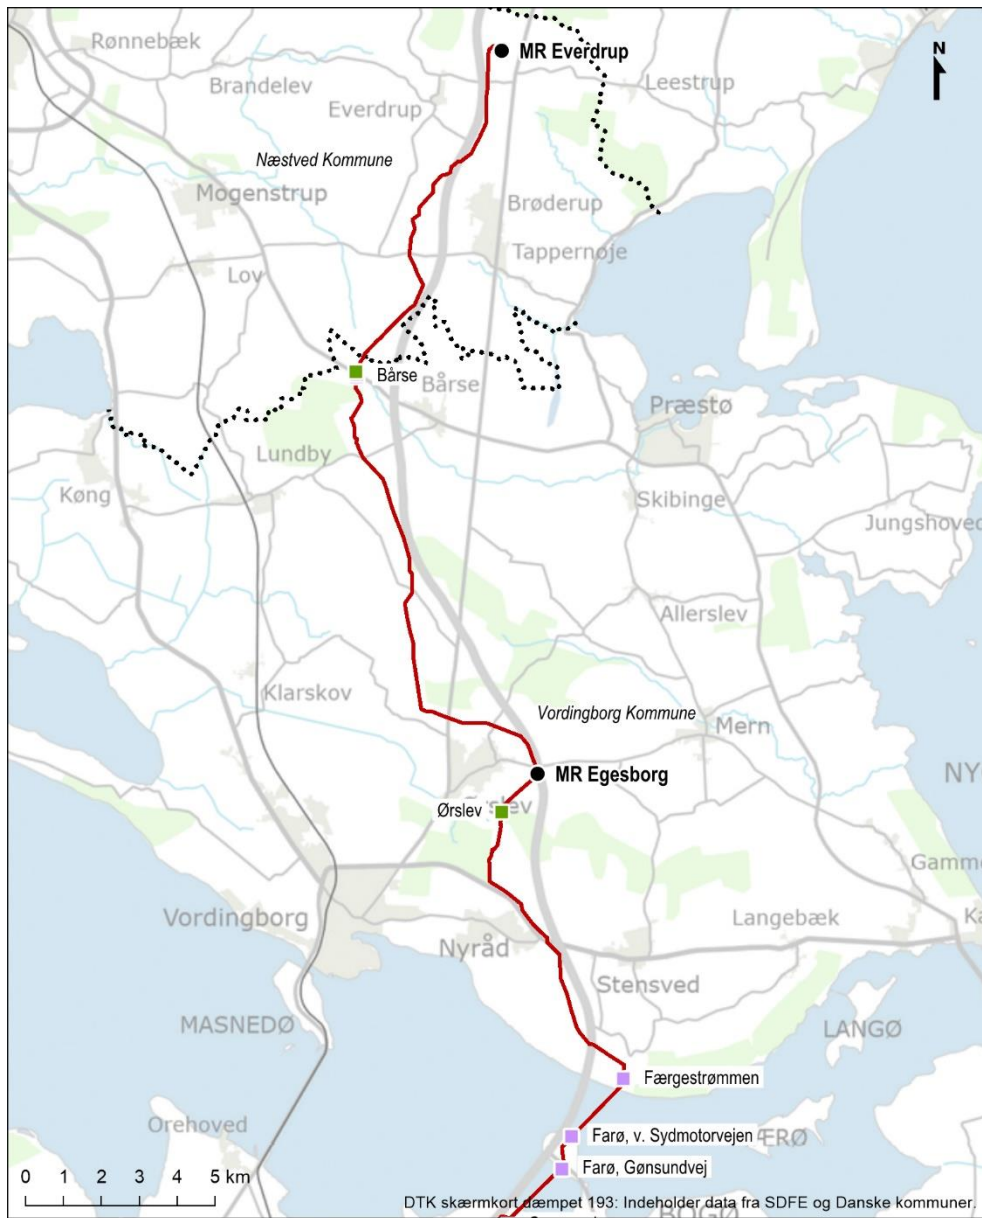 Rønnebæk
MR Everdrup
N
Brandelev
Everdrup
Leestrup
Næstved Kommune
Mogenstrup
Brøderup
Tappernøje
Lov
Bårse
Bårse
Præstø
Lundby
Køng
Skibinge
Jungshoved
Allerslev
Klarskov
Vordingborg Kommune
Mern
NY
MR Egesborg
Ørslev
Vordingborg
Nyråd
Langebæk
Stensved
MASNEDØ
LANGØ
Færgestrømmen
Orehoved
Farø, v. Sydmotorvejen
Farø, Gønsundvej
0 1 2 3 4 5 km
DTK skærmkort dæmpet 193: Indeholder data fra SDFE og Danske kommuner.
BOGØ